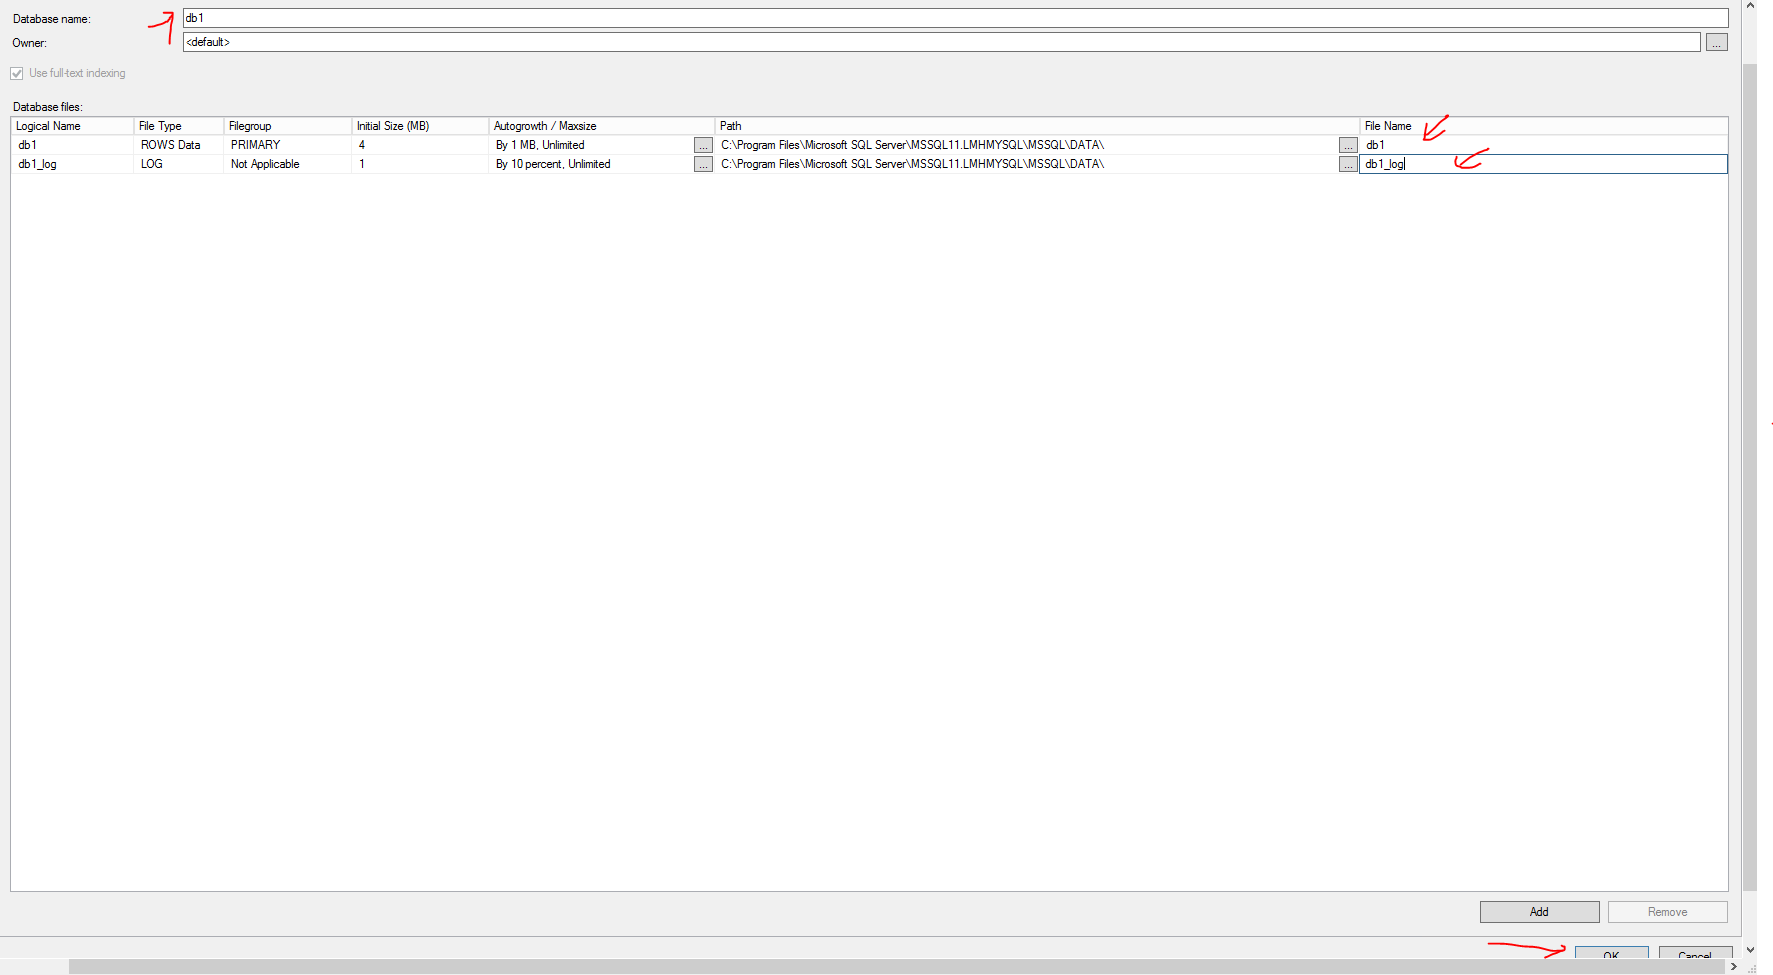 Database name: db1
Owner: <default> ...
Use full-text indexing
Database files:
Logical Name File Type Filegroup Initial Size (MB) Autogrowth / Maxsize Path File Name
db1 ROWS Data PRIMARY 4 By 1 MB, Unlimited ... C:\Program Files\Microsoft SQL Server\MSSQL11.LMHMYSQL\MSSQL\DATA\ ... db1
db1_log LOG Not Applicable 1 By 10 percent, Unlimited ... C:\Program Files\Microsoft SQL Server\MSSQL11.LMHMYSQL\MSSQL\DATA\ ... db1_log
Add Remove
OK Cancel